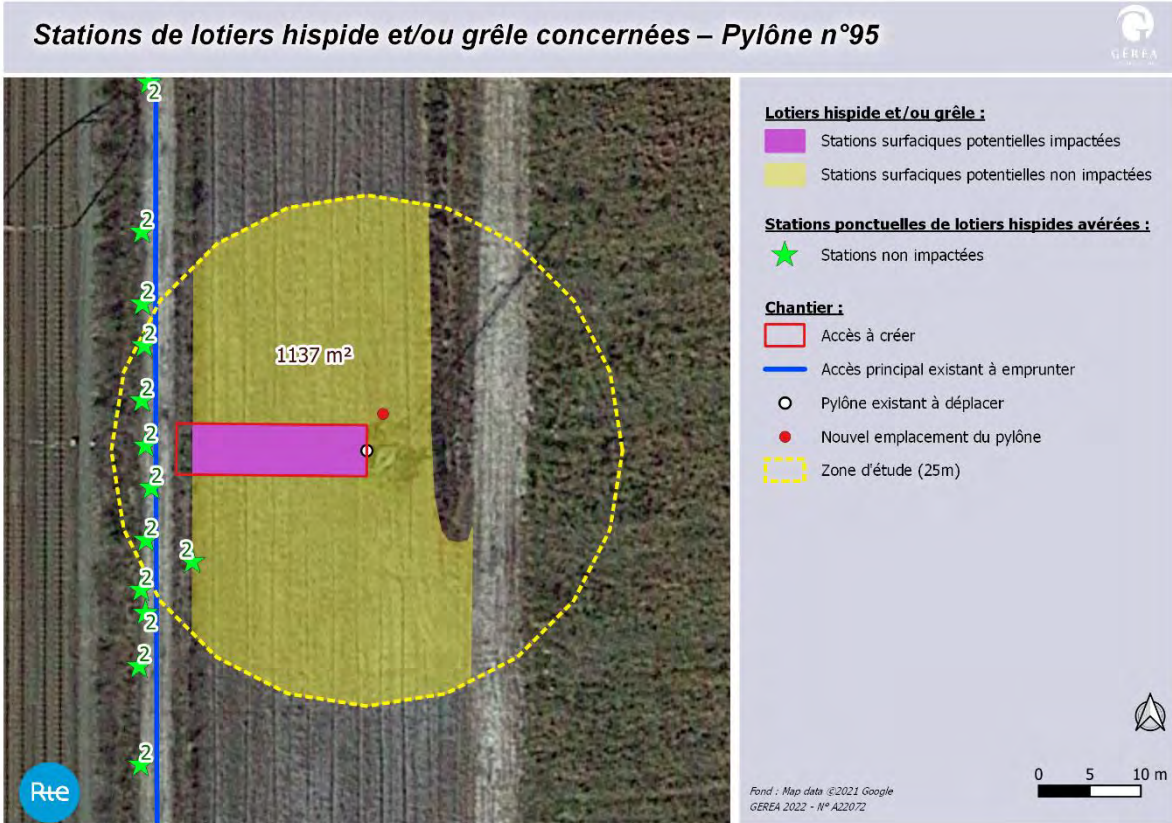 Stations de lotiers hispide et/ou grêle concernées – Pylône n°95
GÉREA
2
2
2
2
1137 m²
2
2
2
2
2
2
2
2
2
Rte
Lotiers hispide et/ou grêle :
Stations surfaciques potentielles impactées
Stations surfaciques potentielles non impactées
Stations ponctuelles de lotiers hispides avérées :
Stations non impactées
Chantier :
Accès à créer
Accès principal existant à emprunter
Pylône existant à déplacer
Nouvel emplacement du pylône
Zone d'étude (25m)
0 5 10 m
Fond : Map data ©2021 Google
GEREA 2022 - N° A22072